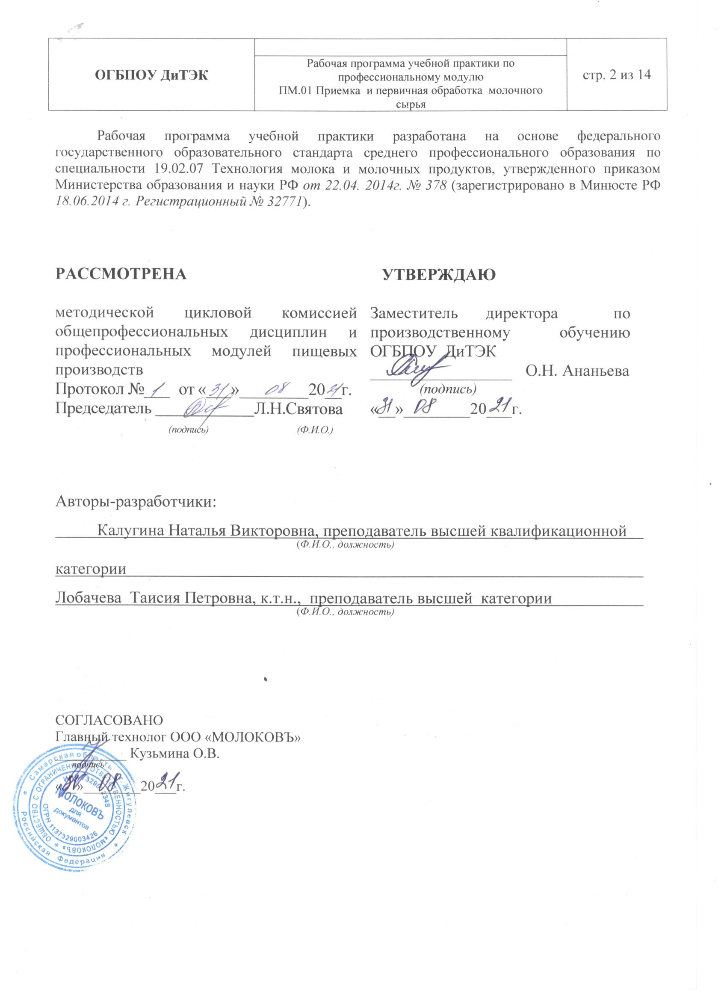 ОГБПОУ ДиТЭК
Рабочая программа учебной практики по
профессиональному модулю
ПМ.01 Приемка и первичная обработка молочного
сырья
стр. 2 из 14
Рабочая программа учебной практики разработана на основе федерального
государственного образовательного стандарта среднего профессионального образования по
специальности 19.02.07 Технология молока и молочных продуктов, утвержденного приказом
Министерства образования и науки РФ от 22.04. 2014г. № 378 (зарегистрировано в Минюсте РФ
18.06.2014 г. Регистрационный № 32771).
РАССМОТРЕНА
методической цикловой комиссией
общепрофессиональных дисциплин и
профессиональных модулей пищевых
производств
Протокол № 1 от «31» 08 2021г.
Председатель Л.Н.Святова
(подпись) (Ф.И.О.)
УТВЕРЖДАЮ
Заместитель директора по
производственному обучению
ОГБПОУ ДиТЭК
О.Н. Ананьева
(подпись)
«31» 08 2021г.
Авторы-разработчики:
Калугина Наталья Викторовна, преподаватель высшей квалификационной
(Ф.И.О., должность)
категории
Лобачева Таисия Петровна, к.т.н., преподаватель высшей категории
(Ф.И.О., должность)
СОГЛАСОВАНО
Главный технолог ООО «МОЛОКОВЪ»
Кузьмина О.В.
подпись
«31» 08 2021г.
Самарская область г. Жигулевск
Российская Федерация
ОБЩЕСТВО С ОГРАНИЧЕННОЙ ОТВЕТСТВЕННОСТЬЮ «МОЛОКОВЪ»
ОГРН 1137329003426
МОЛОКОВЪ
для
документов